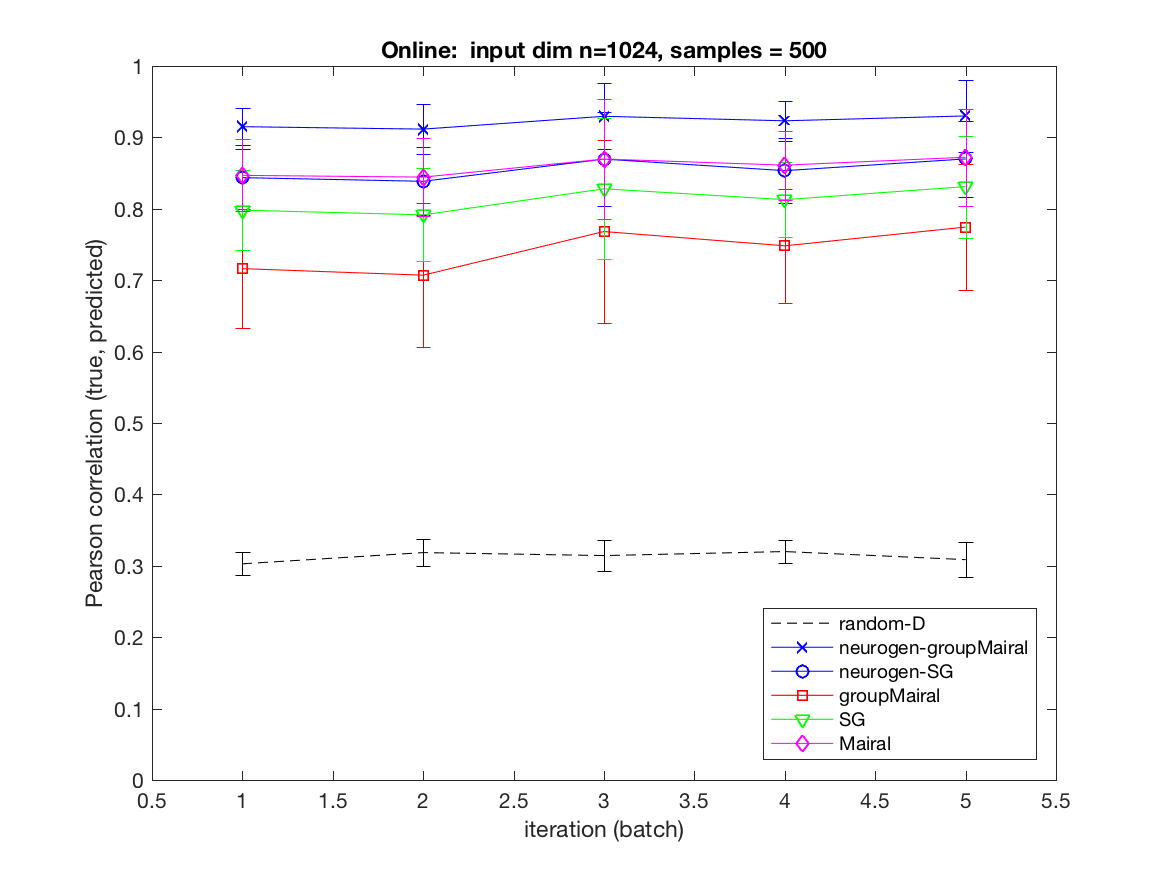 Online: input dim n=1024, samples = 500
Pearson correlation (true, predicted)
1
0.9
0.8
0.7
0.6
0.5
0.4
0.3
0.2
0.1
0
0.5 1 1.5 2 2.5 3 3.5 4 4.5 5 5.5
iteration (batch)
random-D
neurogen-groupMairal
neurogen-SG
groupMairal
SG
Mairal